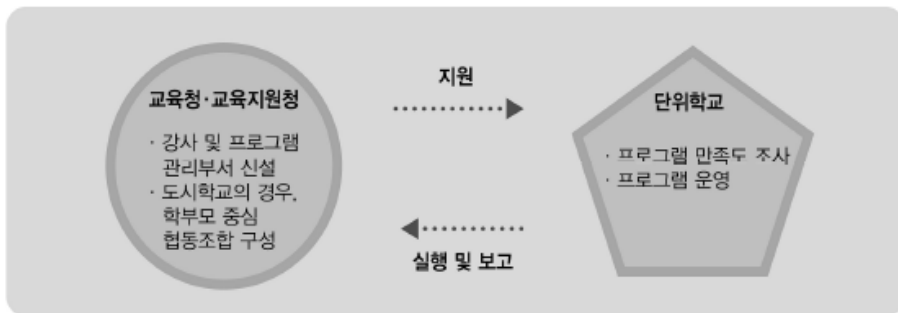 교육청·교육지원청
· 강사 및 프로그램
관리부서 신설
· 도시학교의 경우,
학부모 중심
협동조합 구성
지원
실행 및 보고
단위학교
· 프로그램 만족도 조사
· 프로그램 운영